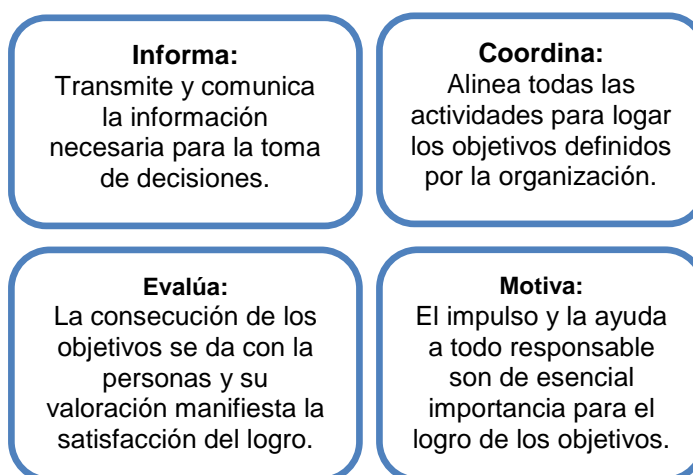 Informa:
Transmite y comunica
la información
necesaria para la toma
de decisiones.
Coordina:
Alinea todas las
actividades para logar
los objetivos definidos
por la organización.
Evalúa:
La consecución de los
objetivos se da con la
personas y su
valoración manifiesta la
satisfacción del logro.
Motiva:
El impulso y la ayuda
a todo responsable
son de esencial
importancia para el
logro de los objetivos.